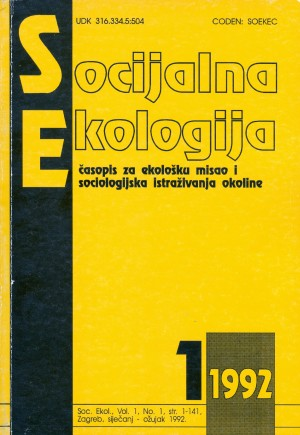 UDK 316.334.5:504 CODEN: SOEKEC
Socijalna
Ekologija
časopis za ekološku misao i
sociologijska istraživanja okoline
1 1992
Soc. Ekol., Vol. 1, No. 1, str. 1-141,
Zagreb, siječanj - ožujak 1992.